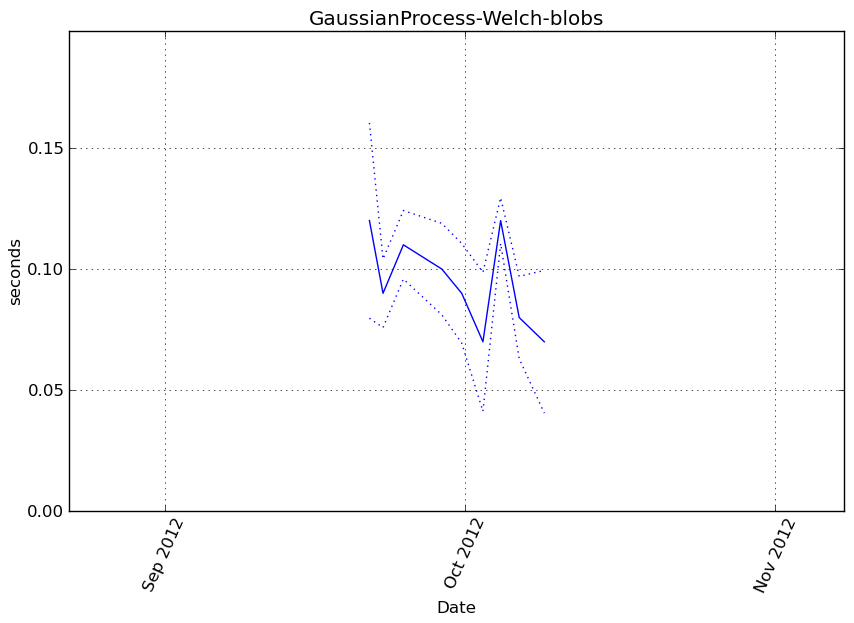 GaussianProcess-Welch-blobs
seconds
0.15
0.10
0.05
0.00
Sep 2012
Oct 2012
Nov 2012
Date